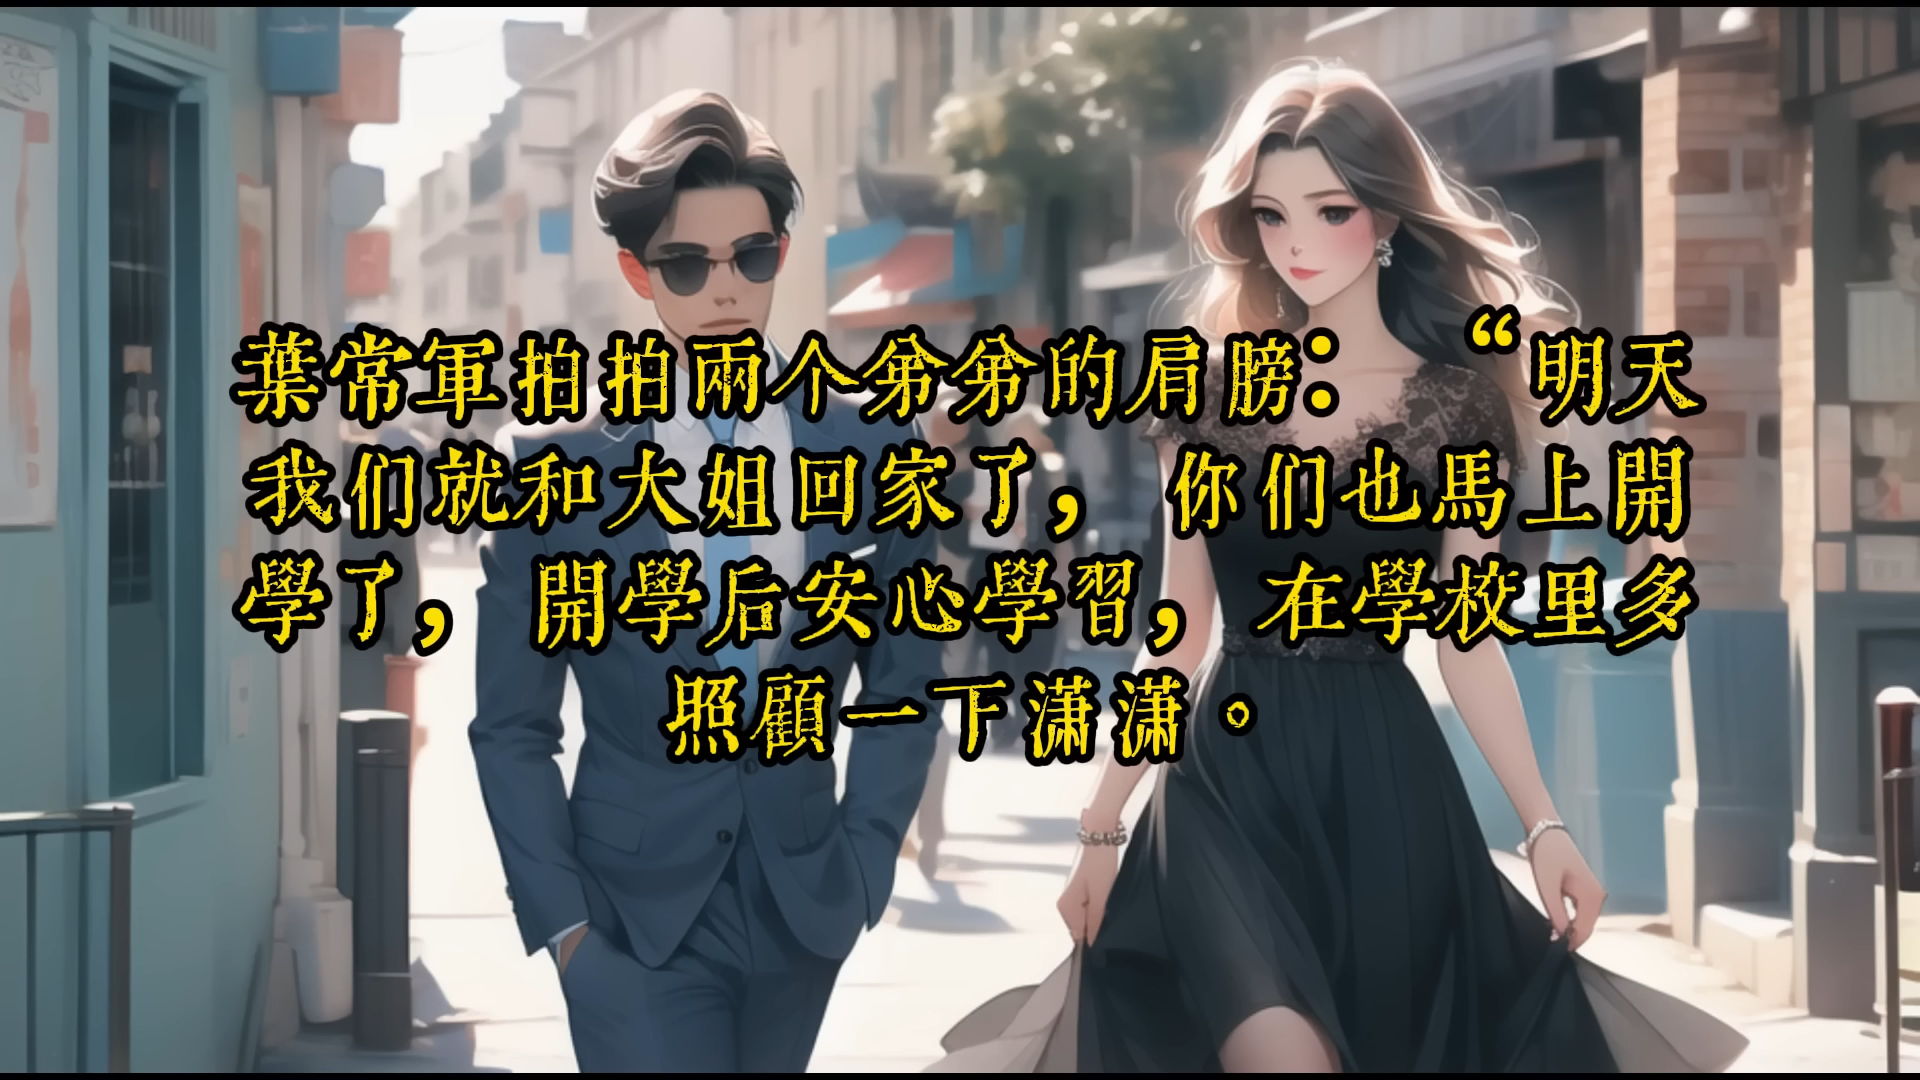 葉常軍拍拍兩个弟弟的肩膀：“明天
我们就和大姐回家了，你们也馬上開
學了，開學后安心學習，在學校里多
照顧一下潇潇。